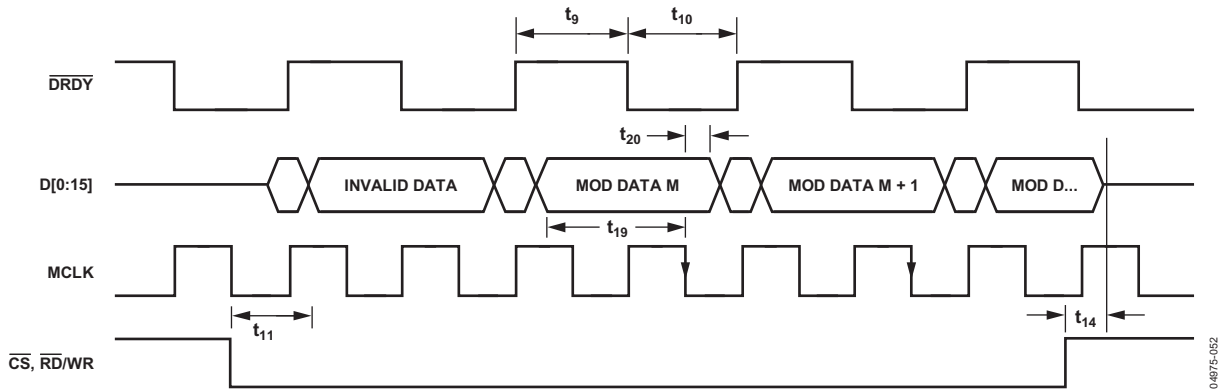 t9 t10
DRDY
t20
D[0:15] INVALID DATA MOD DATA M MOD DATA M + 1 MOD D...
t19
MCLK
t11 t14
CS, RD/WR
04975-052